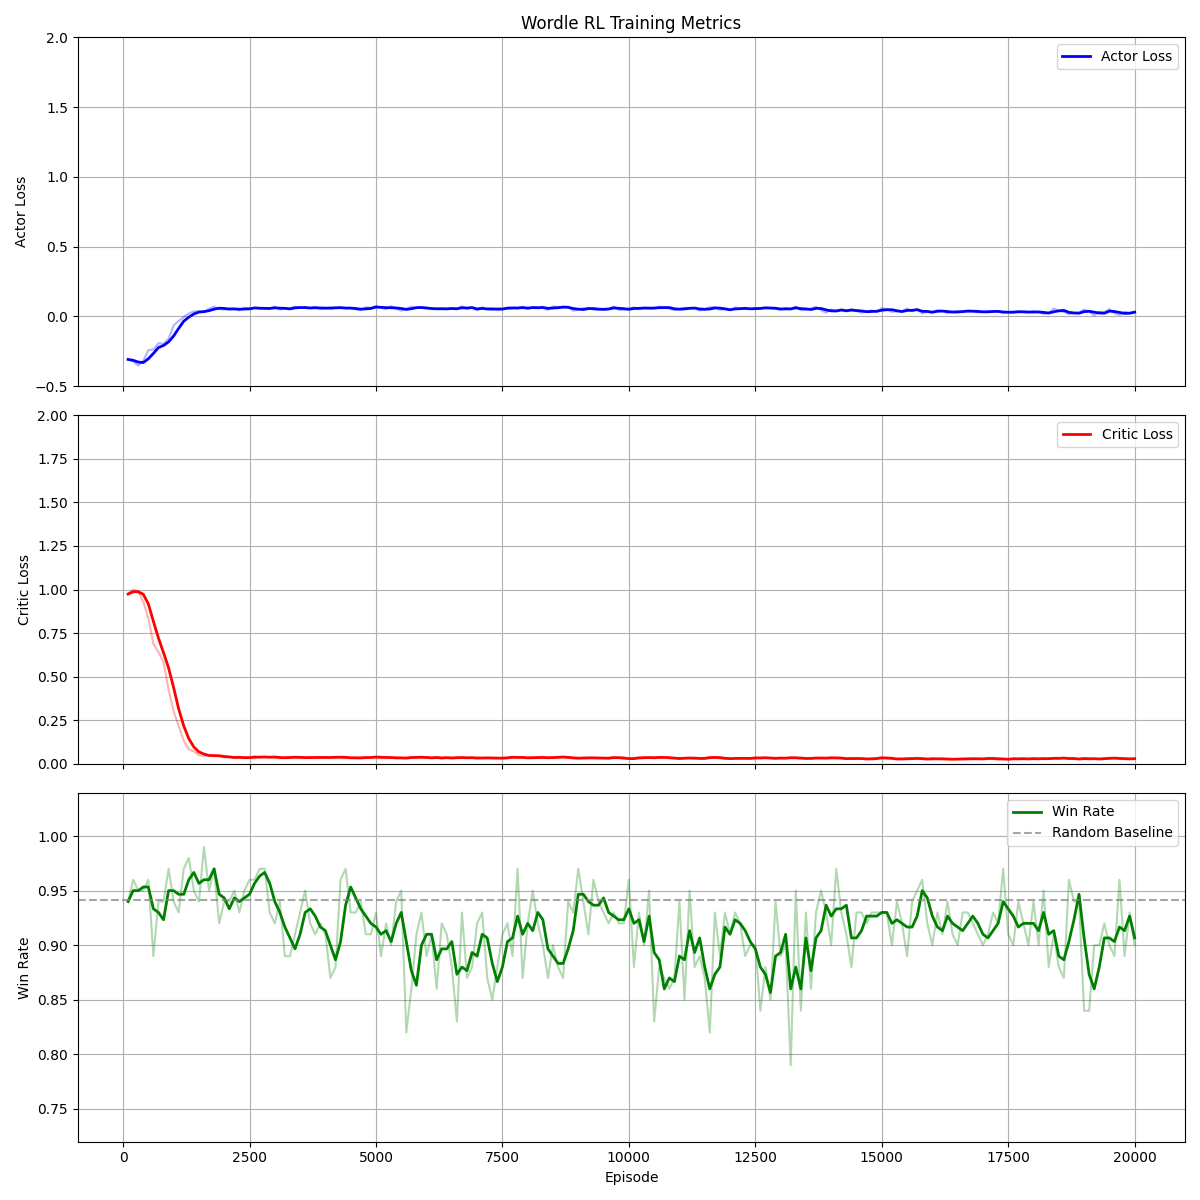 Wordle RL Training Metrics
2.0
1.5
1.0
0.5
0.0
−0.5
Actor Loss
Actor Loss
2.00
1.75
1.50
1.25
1.00
0.75
0.50
0.25
0.00
Critic Loss
Critic Loss
1.00
0.95
0.90
0.85
0.80
0.75
Win Rate
Win Rate
Random Baseline
0 2500 5000 7500 10000 12500 15000 17500 20000
Episode